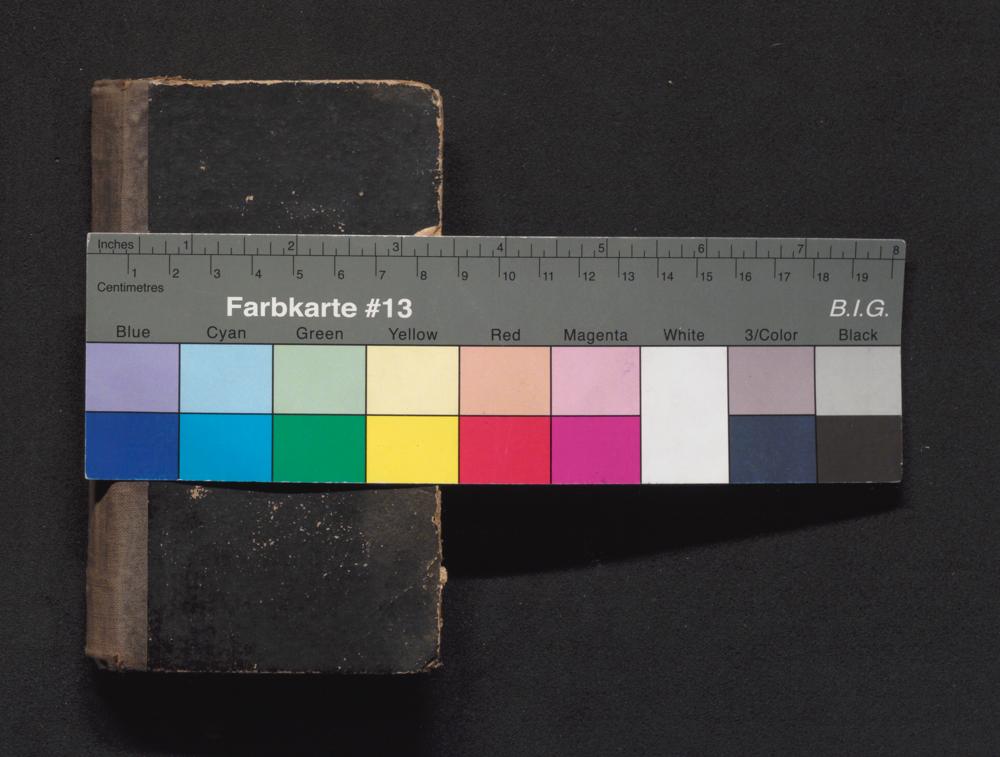 Inches 1 2 3 4 5 6 7 8
1 2 3 4 5 6 7 8 9 10 11 12 13 14 15 16 17 18 19
Centimetres
Farbkarte #13 B.I.G.
Blue Cyan Green Yellow Red Magenta White 3/Color Black